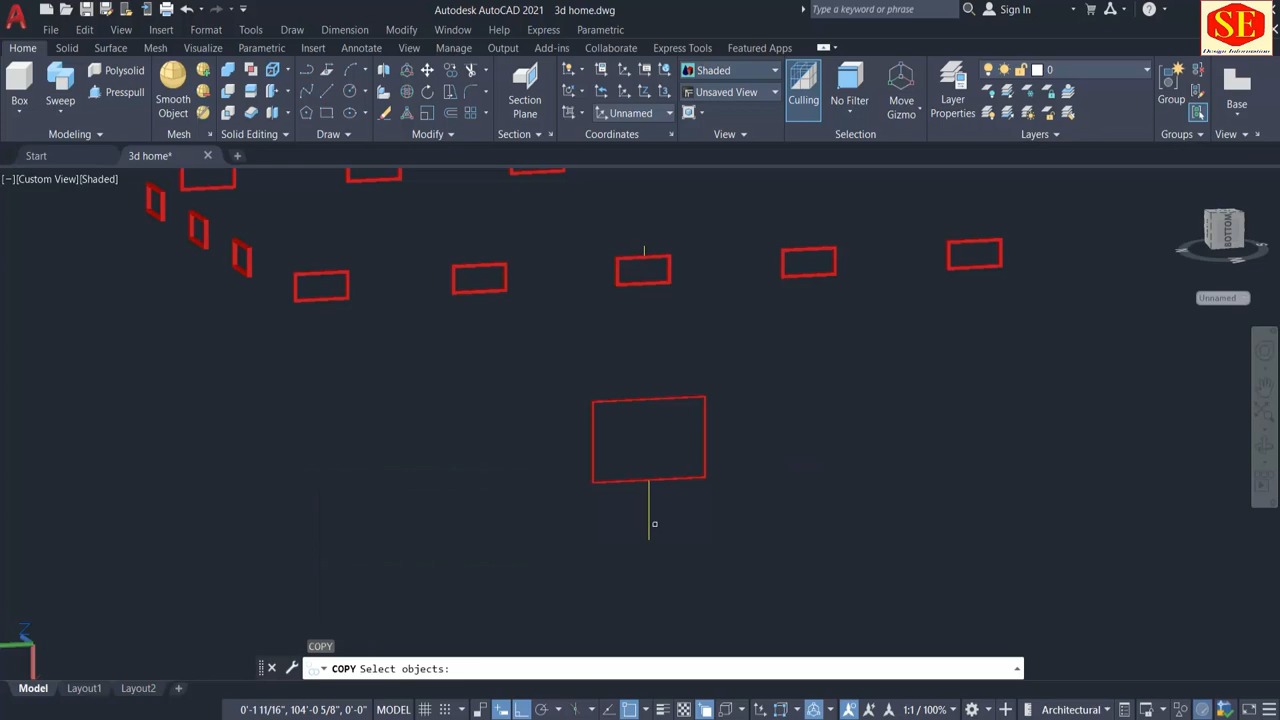 Autodesk AutoCAD 2021 3d home.dwg
Type a keyword or phrase
Sign In
SE
Design Information
File Edit View Insert Format Tools Draw Dimension Modify Window Help Express Parametric
Home Solid Surface Mesh Visualize Parametric Insert Annotate View Manage Output Add-ins Collaborate Express Tools Featured Apps
Box
Sweep
Polysolid
Presspull
Smooth
Object
Section
Plane
Unnamed
Shaded
Unsaved View
Culling
No Filter
Move
Gizmo
Layer
Properties
0
Group
Base
Modeling
Mesh
Solid Editing
Draw
Modify
Section
Coordinates
View
Selection
Layers
Groups
View
Start
3d home*
[−][Custom View][Shaded]
BOTTOM
Unnamed
Z
COPY
COPY Select objects:
Model Layout1 Layout2
0'-1 11/16", 104'-0 5/8", 0'-0"
MODEL
1:1 / 100%
Architectural